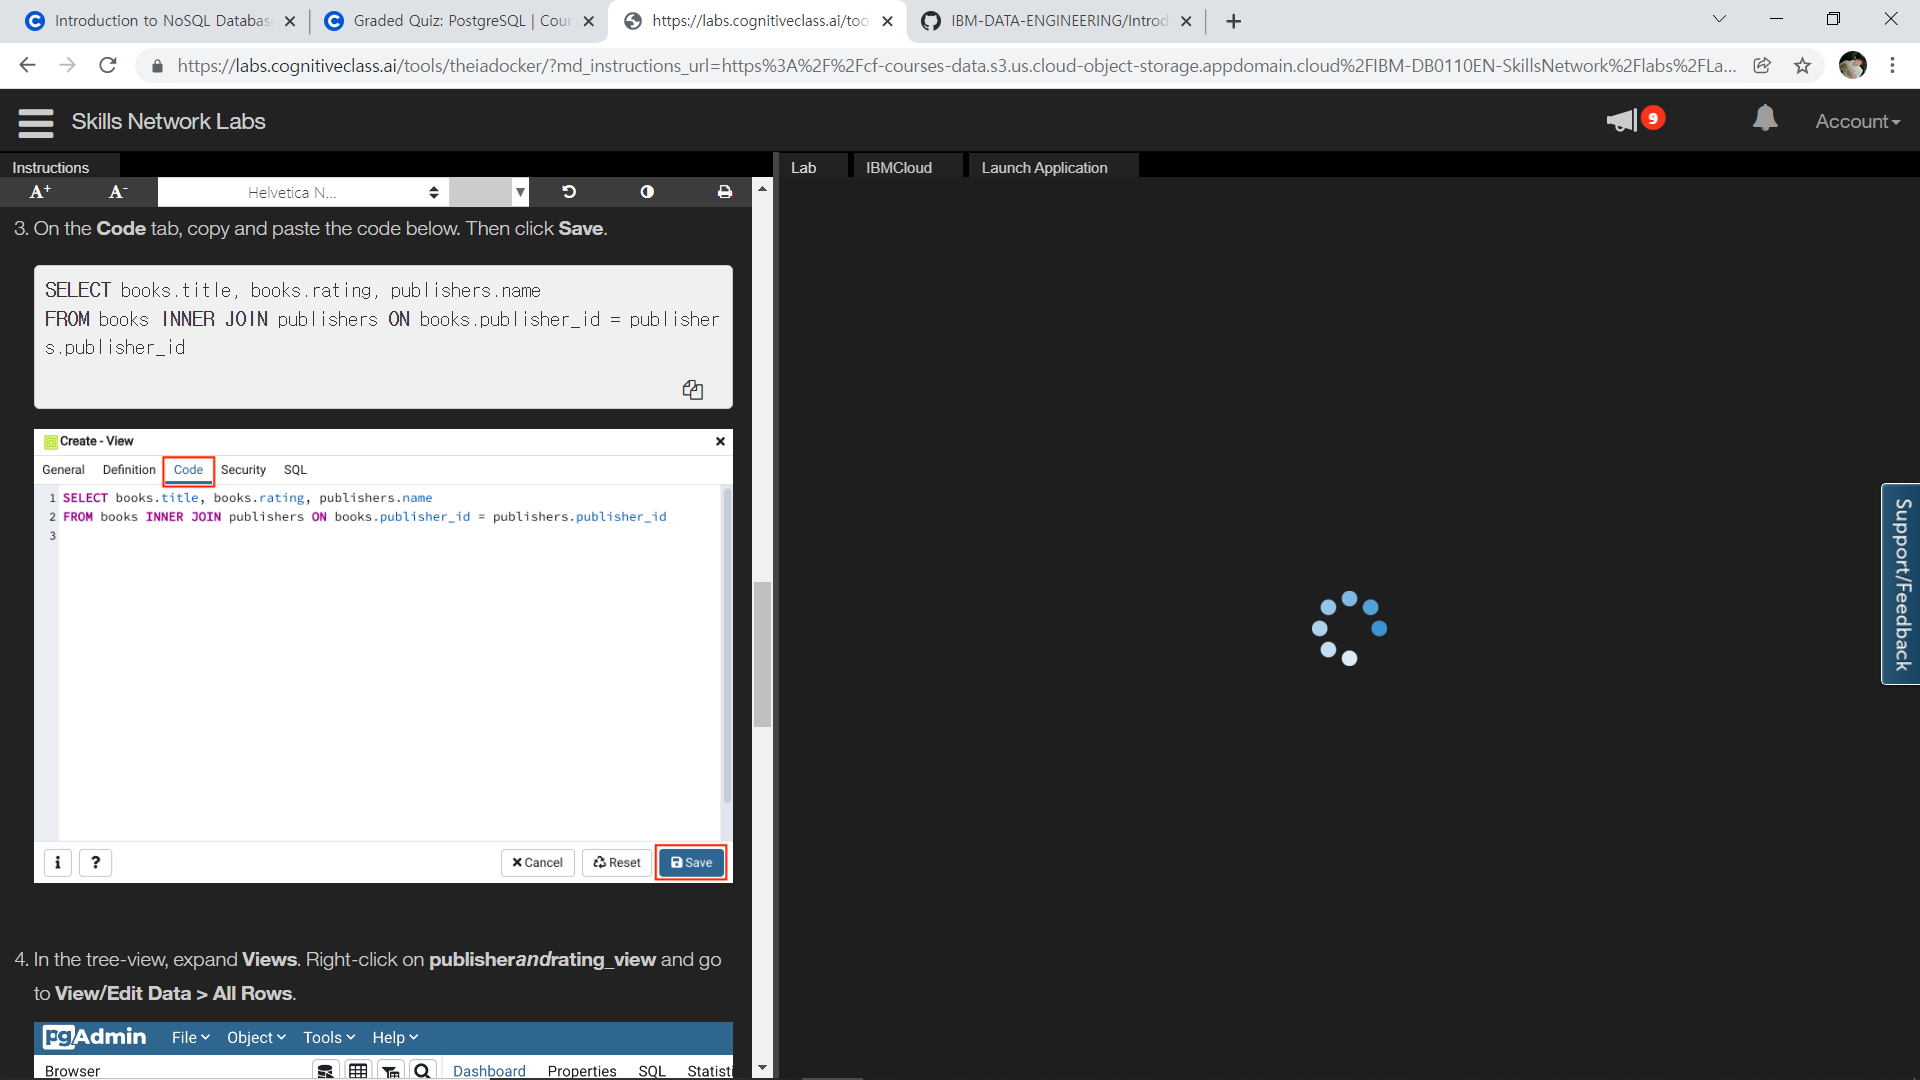 Introduction to NoSQL Databas
Graded Quiz: PostgreSQL | Cour
https://labs.cognitiveclass.ai/tool
IBM-DATA-ENGINEERING/Introd
https://labs.cognitiveclass.ai/tools/theiadocker/?md_instructions_url=https%3A%2F%2Fcf-courses-data.s3.us.cloud-object-storage.appdomain.cloud%2FIBM-DB0110EN-SkillsNetwork%2Flabs%2FLa...
Skills Network Labs
9
Account
Instructions
Lab
IBMCloud
Launch Application
A+ A-
Helvetica N...
3. On the Code tab, copy and paste the code below. Then click Save.
SELECT books.title, books.rating, publishers.name
FROM books INNER JOIN publishers ON books.publisher_id = publisher
s.publisher_id
Create - View
General Definition Code Security SQL
1 SELECT books.title, books.rating, publishers.name
2 FROM books INNER JOIN publishers ON books.publisher_id = publishers.publisher_id
3
i ? Cancel Reset Save
Support/Feedback
4. In the tree-view, expand Views. Right-click on publisherandrating_view and go
to View/Edit Data > All Rows.
pgAdmin File Object Tools Help
Browser Dashboard Properties SQL Statisti